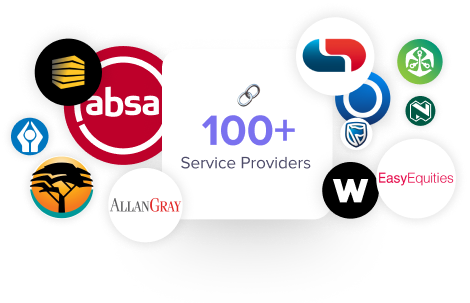 absa
100+
Service Providers
ALLANGRAY
W
EasyEquities
N